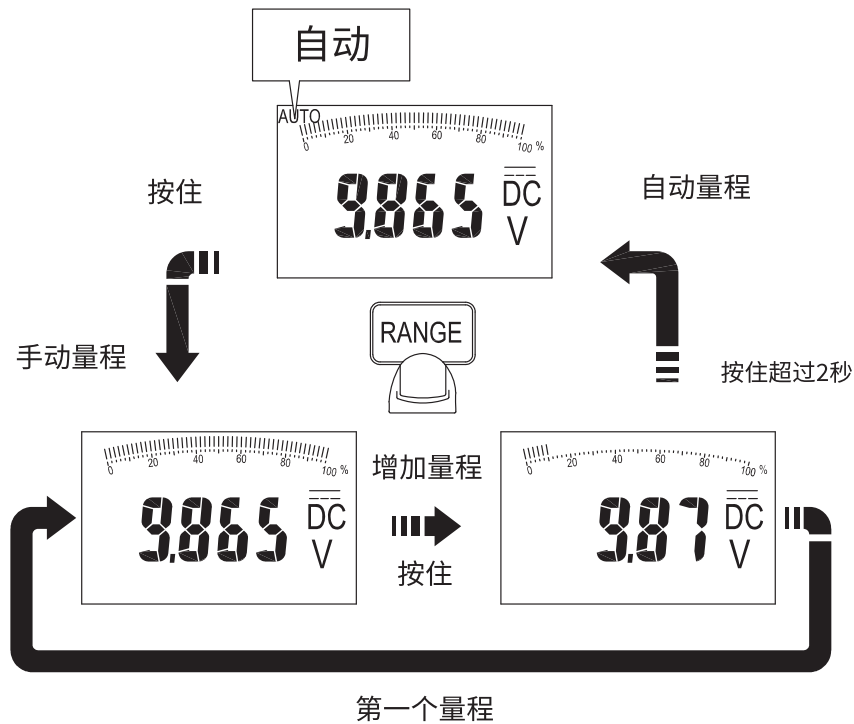 自动
AUTO
0 20 40 60 80 100 %
9.865 DC V
按住
自动量程
RANGE
手动量程
按住超过2秒
0 20 40 60 80 100 %
9.865 DC V
增加量程
按住
0 20 40 60 80 100 %
9.87 DC V
第一个量程